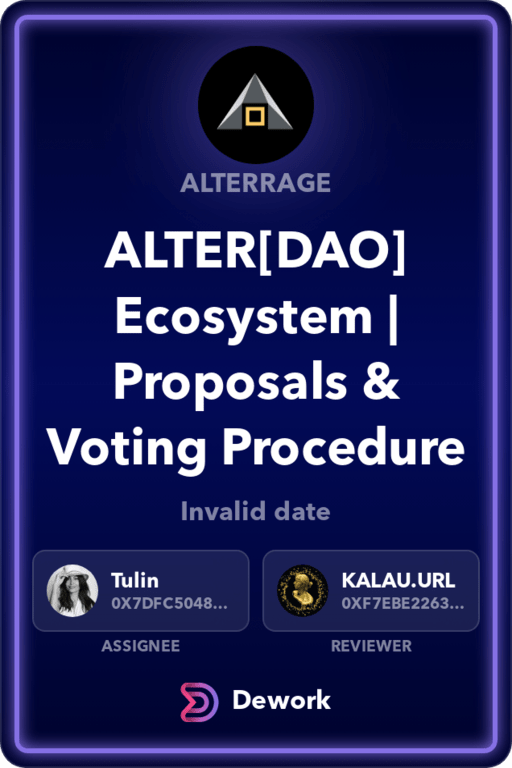 ALTERRAGE
ALTER[DAO]
Ecosystem |
Proposals &
Voting Procedure
Invalid date
Tulin
0X7DFC5048...
ASSIGNEE
KALAU.URL
0XF7EBE2263...
REVIEWER
Dework